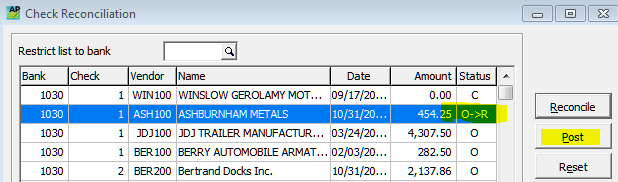 AP Check Reconciliation
Restrict list to bank
Bank Check Vendor Name Date Amount Status
1030 1 WIN100 WINSLOW GEROLAMY MOT... 09/17/20... 0.00 C
1030 1 ASH100 ASHBURNHAM METALS 10/31/20... 454.25 O->R
1030 1 JDJ100 JDJ TRAILER MANUFACTUR... 03/24/20... 4,307.50 O
1030 1 BER100 BERRY AUTOMOBILE ARMAT... 02/03/20... 282.50 O
1030 2 BER200 Bertrand Docks Inc. 10/31/20... 2,137.86 O
Reconcile
Post
Reset